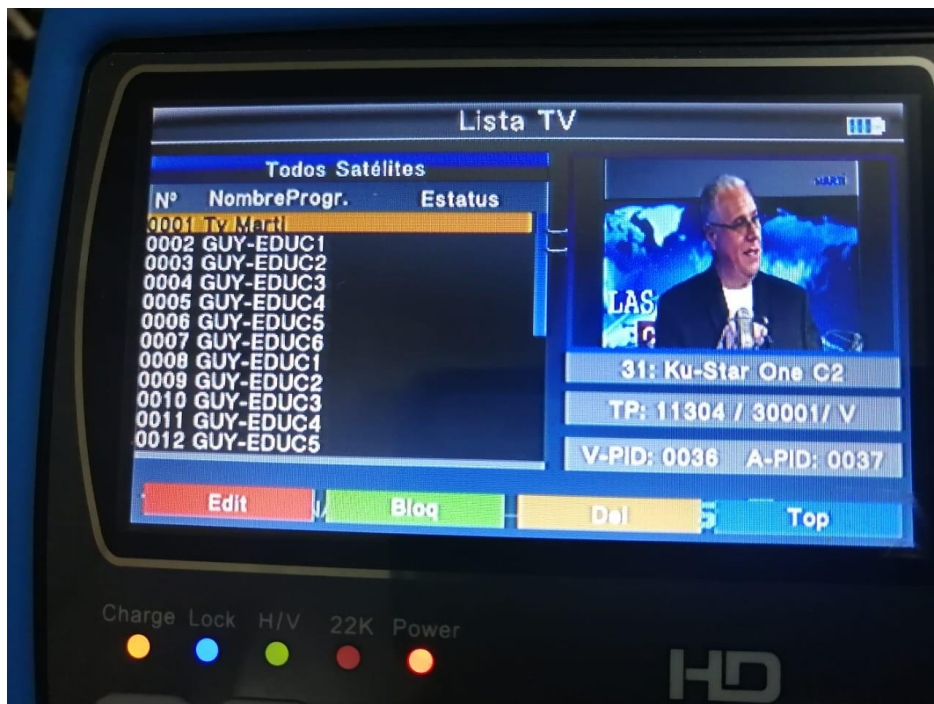 Lista TV
Todos Satélites
Nº NombreProgr. Estatus
0001 Tv Marti
0002 GUY-EDUC1
0003 GUY-EDUC2
0004 GUY-EDUC3
0005 GUY-EDUC4
0006 GUY-EDUC5
0007 GUY-EDUC6
0008 GUY-EDUC1
0009 GUY-EDUC2
0010 GUY-EDUC3
0011 GUY-EDUC4
0012 GUY-EDUC5
MARTÍ
LAS
31: Ku-Star One C2
TP: 11304 / 30001/ V
V-PID: 0036 A-PID: 0037
Edit Bloq Del Top
Charge Lock H/V 22K Power
HD